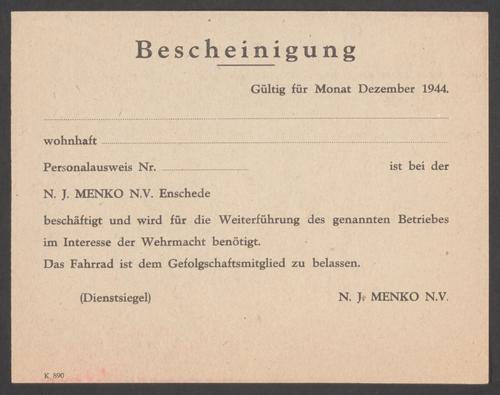 Bescheinigung
Gültig für Monat Dezember 1944.
wohnhaft
Personalausweis Nr. ist bei der
N. J. MENKO N.V. Enschede
beschäftigt und wird für die Weiterführung des genannten Betriebes
im Interesse der Wehrmacht benötigt.
Das Fahrrad ist dem Gefolgschaftsmitglied zu belassen.
(Dienstsiegel) N. J. MENKO N.V.
K 890